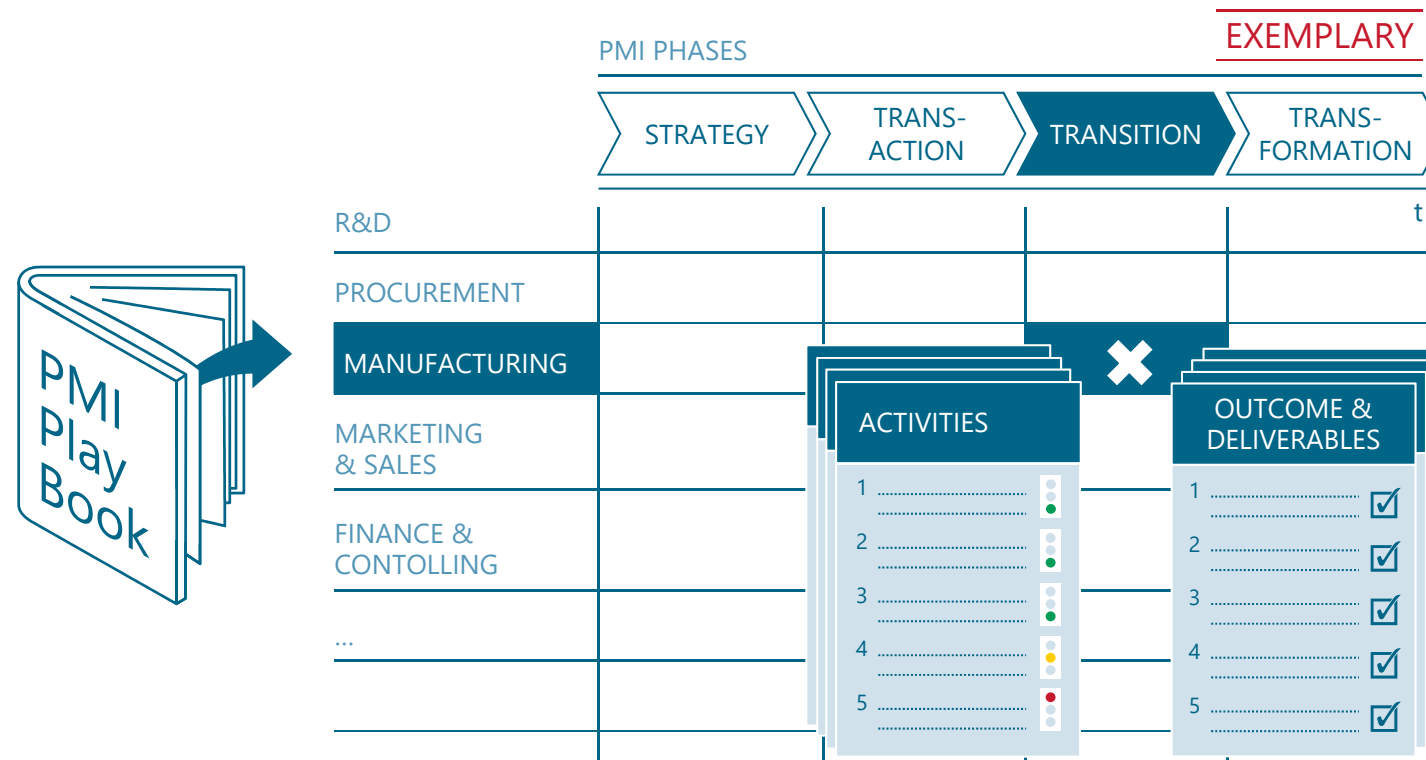 EXEMPLARY
PMI PHASES
STRATEGY
TRANS-
ACTION
TRANSITION
TRANS-
FORMATION
t
R&D
PROCUREMENT
MANUFACTURING
MARKETING
& SALES
FINANCE &
CONTOLLING
...
PMI
Play
Book
ACTIVITIES
1
2
3
4
5
OUTCOME &
DELIVERABLES
1
2
3
4
5